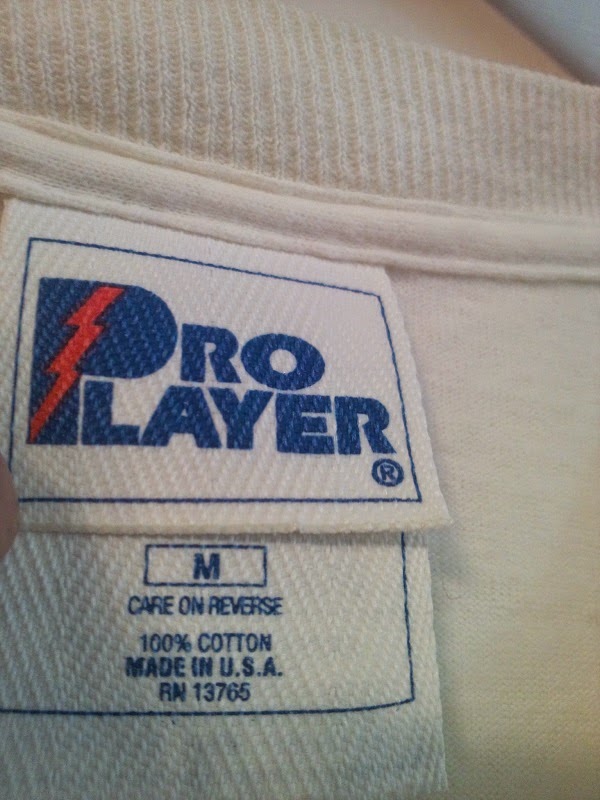 PRO
PLAYER
®
M
CARE ON REVERSE
100% COTTON
MADE IN U.S.A.
RN 13765